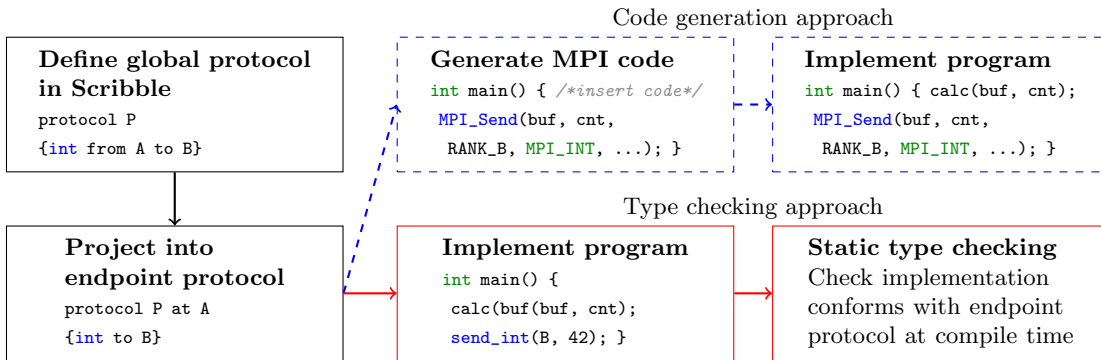 Code generation approach
Define global protocol
in Scribble
protocol P
{int from A to B}
Generate MPI code
int main() { /*insert code*/
MPI_Send(buf, cnt,
RANK_B, MPI_INT, ...); }
Implement program
int main() { calc(buf, cnt);
MPI_Send(buf, cnt,
RANK_B, MPI_INT, ...); }
Type checking approach
Project into
endpoint protocol
protocol P at A
{int to B}
Implement program
int main() {
calc(buf(buf, cnt);
send_int(B, 42); }
Static type checking
Check implementation
conforms with endpoint
protocol at compile time